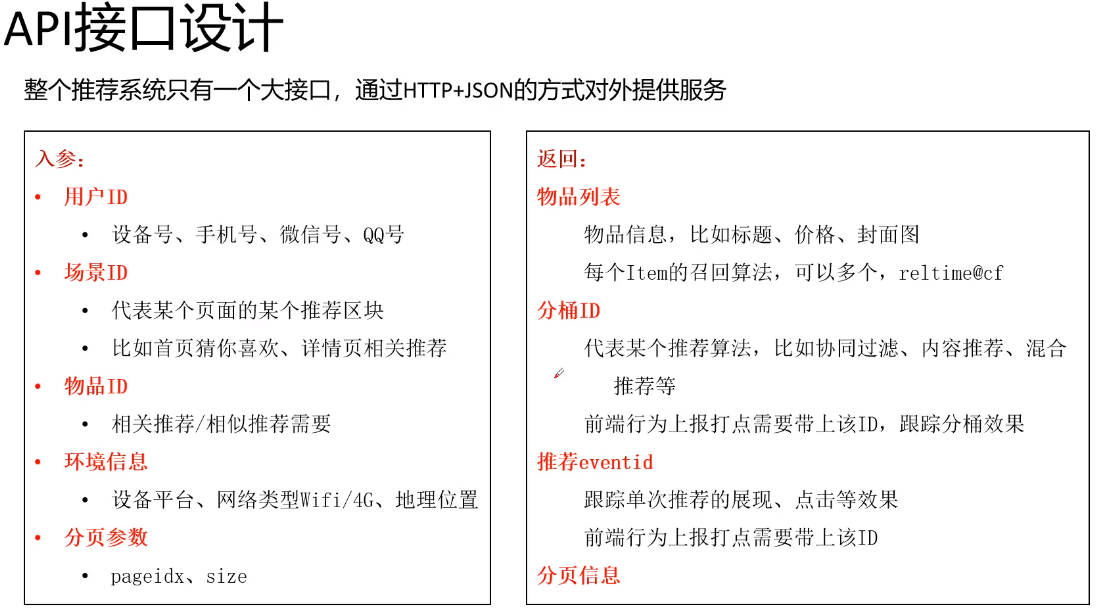 API接口设计
整个推荐系统只有一个大接口，通过HTTP+JSON的方式对外提供服务
入参：
• 用户ID
• 设备号、手机号、微信号、QQ号
• 场景ID
• 代表某个页面的某个推荐区块
• 比如首页猜你喜欢、详情页相关推荐
• 物品ID
• 相关推荐/相似推荐需要
• 环境信息
• 设备平台、网络类型Wifi/4G、地理位置
• 分页参数
• pageidx、size
返回：
物品列表
物品信息，比如标题、价格、封面图
每个Item的召回算法，可以多个，reltime@cf
分桶ID
代表某个推荐算法，比如协同过滤、内容推荐、混合
推荐等
前端行为上报打点需要带上该ID，跟踪分桶效果
推荐eventid
跟踪单次推荐的展现、点击等效果
前端行为上报打点需要带上该ID
分页信息